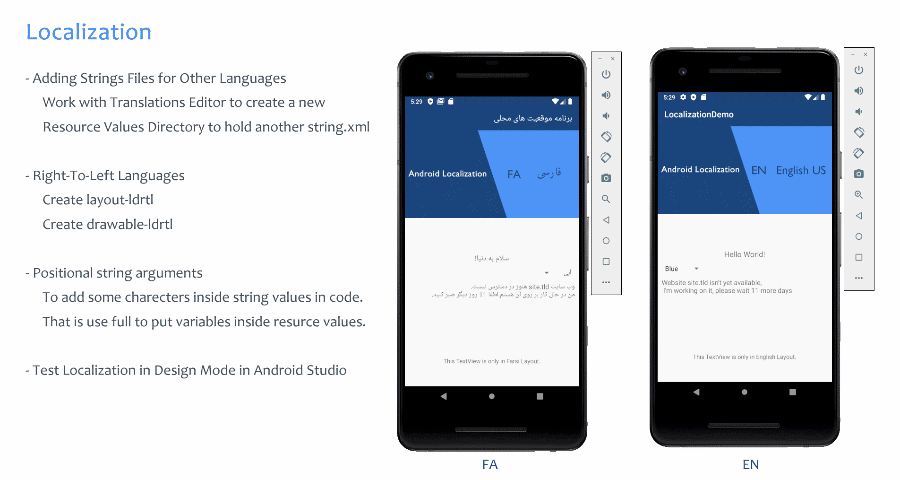 Localization
- Adding Strings Files for Other Languages
Work with Translations Editor to create a new
Resource Values Directory to hold another string.xml
- Right-To-Left Languages
Create layout-ldrtl
Create drawable-ldrtl
- Positional string arguments
To add some charecters inside string values in code.
That is use full to put variables inside resurce values.
- Test Localization in Design Mode in Android Studio
5:29
برنامه موقعیت های محلی
Android Localization FA فارسی
سلام به دنیا!
آبی
وب سایت site.tld هنوز در دسترس نیست.
من در حال کار بر روی آن هستم لطفا 11 روز دیگر صبر کنید.
This TextView is only in Farsi Layout.
FA
5:29
LocalizationDemo
Android Localization EN English US
Hello World!
Blue
Website site.tld isn't yet available,
I'm working on it, please wait 11 more days
This TextView is only in English Layout.
EN